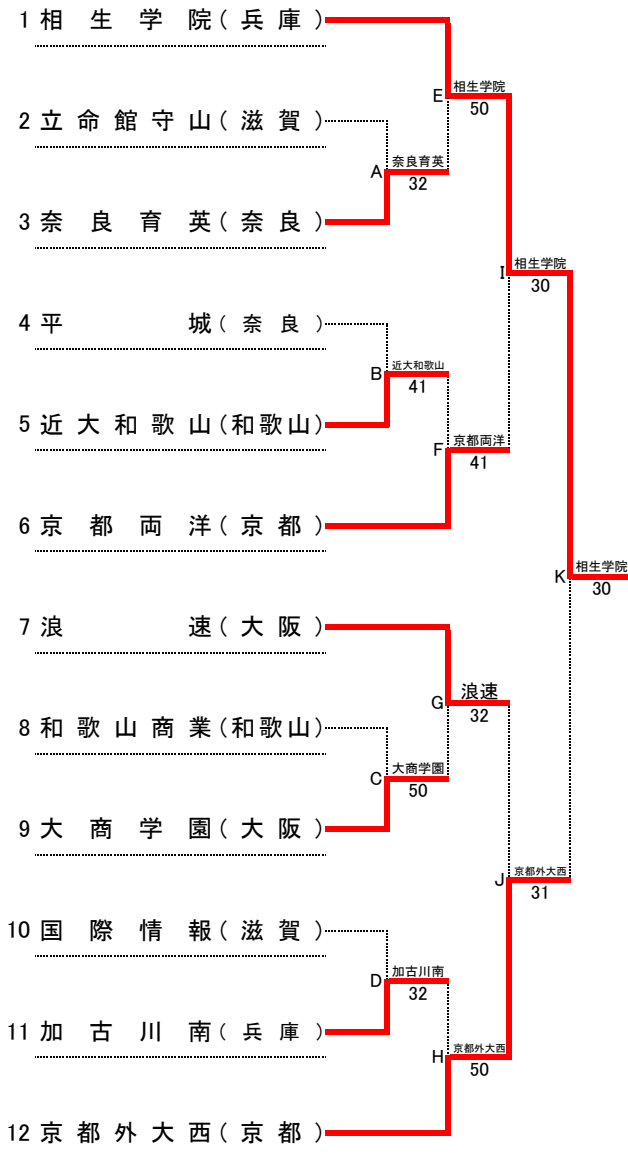 1 相生学院(兵庫)
E 相生学院
50
2 立命館守山(滋賀)
A 奈良育英
32
3 奈良育英(奈良)
I 相生学院
30
4 平城(奈良)
B 近大和歌山
41
5 近大和歌山(和歌山)
F 京都両洋
41
6 京都両洋(京都)
K 相生学院
30
7 浪速(大阪)
G 浪速
32
8 和歌山商業(和歌山)
C 大商学園
50
9 大商学園(大阪)
J 京都外大西
31
10 国際情報(滋賀)
D 加古川南
32
11 加古川南(兵庫)
H 京都外大西
50
12 京都外大西(京都)